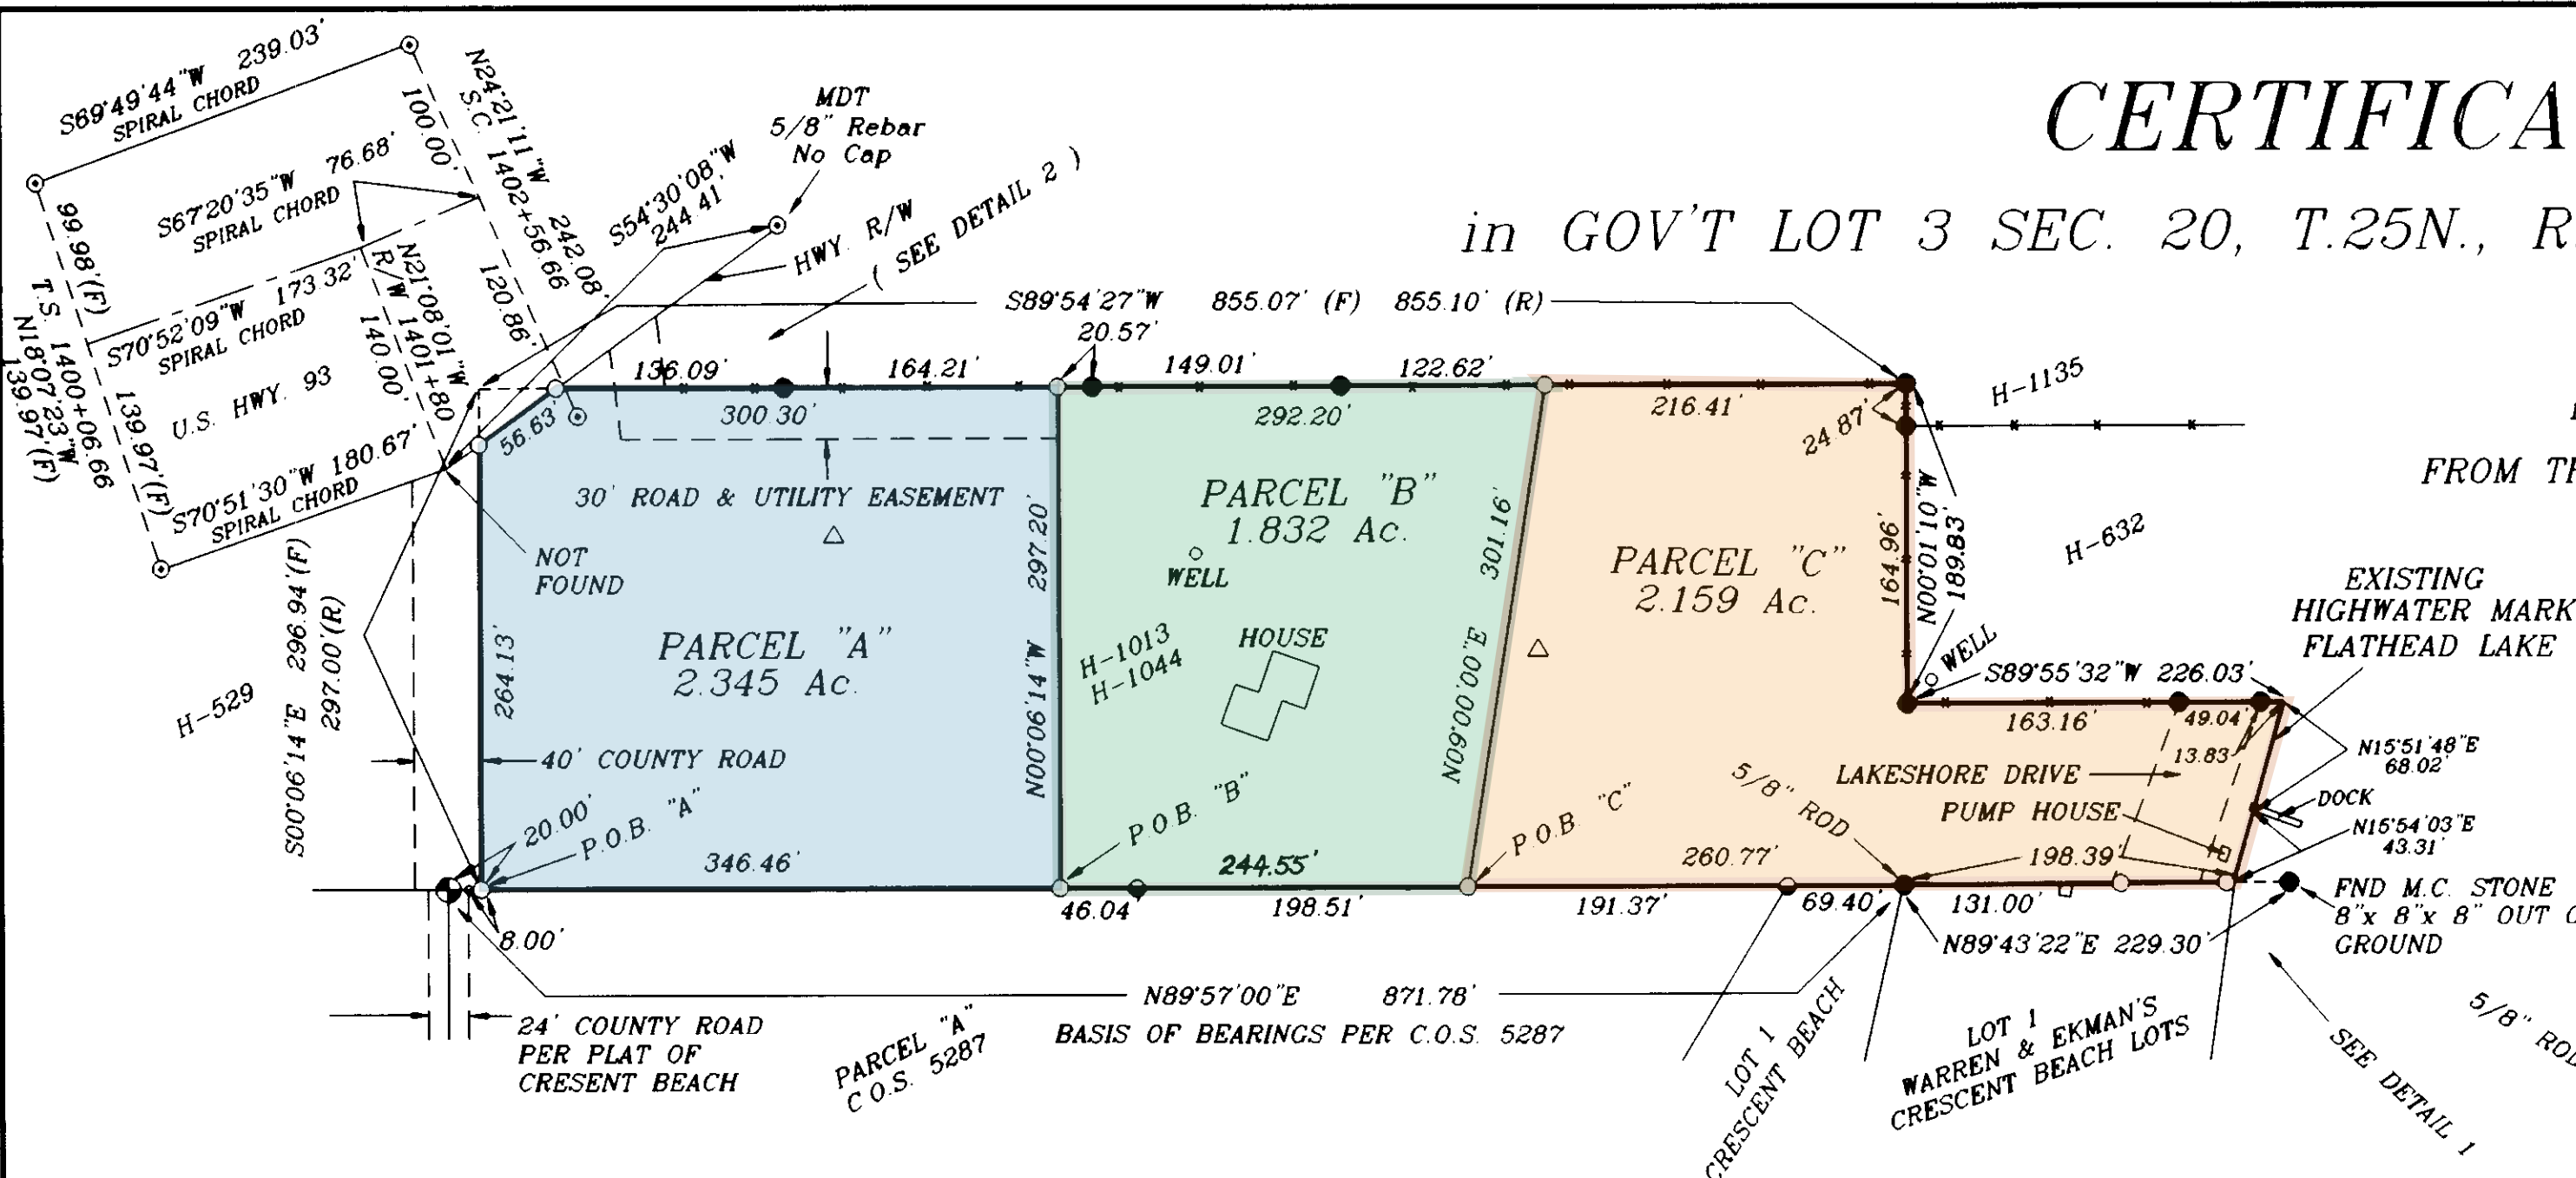 CERTIFICA
in GOV'T LOT 3 SEC. 20, T.25N., R
S69°49'44"W 239.03'
SPIRAL CHORD
N24°21'11"W 242.08'
S.C. 1402+56.66
100.00'
120.86'
S67°20'35"W 76.68'
SPIRAL CHORD
99.98'(F)
S70°52'09"W 173.32'
SPIRAL CHORD
N21°08'01"W
R/W 1401+80
140.00'
U.S. HWY. 93
T.S. 1400+06.66
N18°07'23"W
139.97'(F)
139.97'(F)
S70°51'30"W 180.67'
SPIRAL CHORD
S54°30'08"W
244.41'
MDT
5/8" Rebar
No Cap
HWY. R/W
( SEE DETAIL 2 )
S89°54'27"W 855.07' (F) 855.10' (R)
20.57'
136.09'
164.21'
149.01'
122.62'
56.63'
300.30'
292.20'
216.41'
24.87'
H-1135
FROM TH
30' ROAD & UTILITY EASEMENT
NOT
FOUND
PARCEL "A"
2.345 Ac.
264.13'
40' COUNTY ROAD
20.00'
P.O.B. "A"
346.46'
8.00'
H-529
S00°06'14"E 296.94'(F)
297.00'(R)
N00°06'14"W 297.20'
PARCEL "B"
1.832 Ac.
WELL
HOUSE
H-1013
H-1044
P.O.B. "B"
244.55'
46.04
198.51'
N09°00'00"E 301.16'
PARCEL "C"
2.159 Ac.
164.96'
N00°01'10"W
189.83'
H-632
WELL
S89°55'32"W 226.03'
163.16'
49.04'
13.83'
EXISTING
HIGHWATER MARK
FLATHEAD LAKE
N15°51'48"E
68.02'
LAKESHORE DRIVE
PUMP HOUSE
DOCK
N15°54'03"E
43.31'
5/8" ROD
P.O.B. "C"
260.77'
198.39'
191.37'
69.40'
131.00'
N89°43'22"E 229.30'
FND M.C. STONE
8"x 8"x 8" OUT
GROUND
N89°57'00"E 871.78'
BASIS OF BEARINGS PER C.O.S. 5287
24' COUNTY ROAD
PER PLAT OF
CRESENT BEACH
PARCEL "A"
C.O.S. 5287
LOT 1
CRESCENT BEACH
LOT 1
WARREN & EKMAN'S
CRESCENT BEACH LOTS
SEE DETAIL 1
5/8" ROD